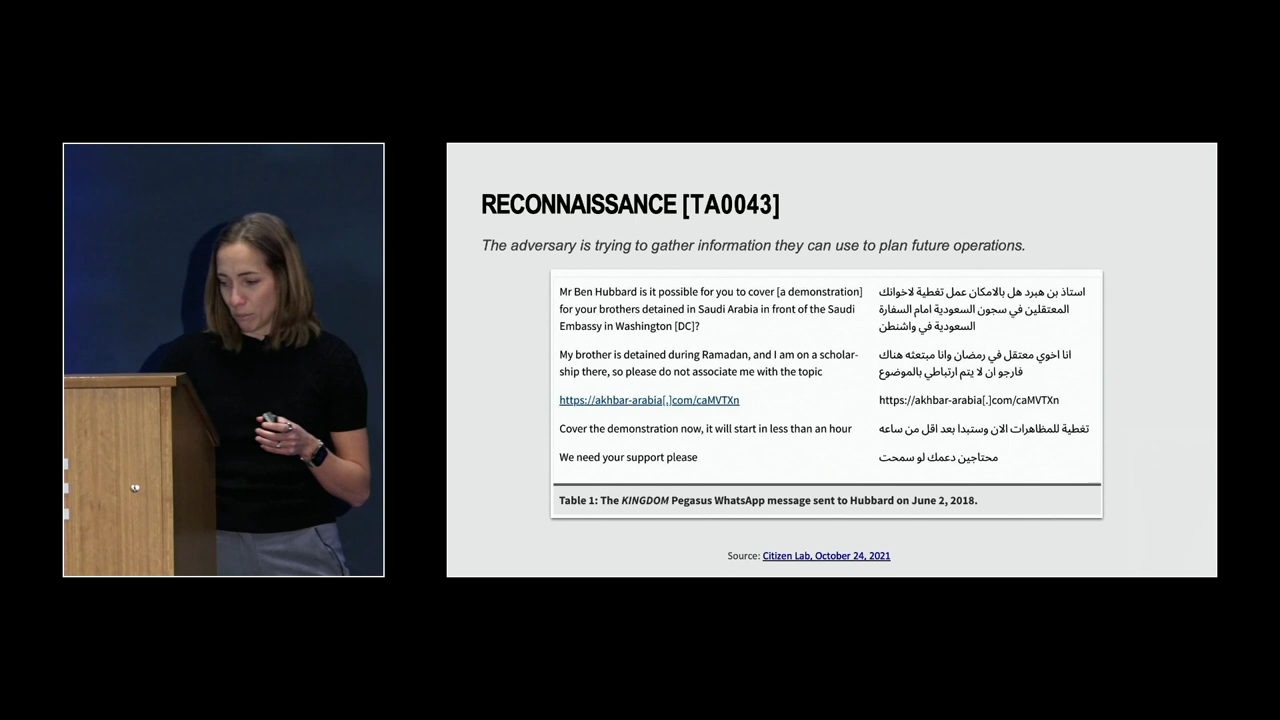 RECONNAISSANCE [TA0043]
The adversary is trying to gather information they can use to plan future operations.
Mr Ben Hubbard is it possible for you to cover [a demonstration]
for your brothers detained in Saudi Arabia in front of the Saudi
Embassy in Washington [DC]?
My brother is detained during Ramadan, and I am on a scholar-
ship there, so please do not associate me with the topic
https://akhbar-arabia[.]com/caMVTXn
Cover the demonstration now, it will start in less than an hour
We need your support please
استاذ بن هبرد هل بالامكان عمل تغطية لاخوانك
المعتقلين في سجون السعودية امام السفارة
السعودية في واشنطن
انا اخوي معتقل في رمضان وانا مبتعثه هناك
فارجو ان لا يتم ارتباطي بالموضوع
https://akhbar-arabia[.]com/caMVTXn
تغطية للمظاهرات الان وستبدا بعد اقل من ساعه
محتاجين دعمك لو سمحت
Table 1: The KINGDOM Pegasus WhatsApp message sent to Hubbard on June 2, 2018.
Source: Citizen Lab, October 24, 2021